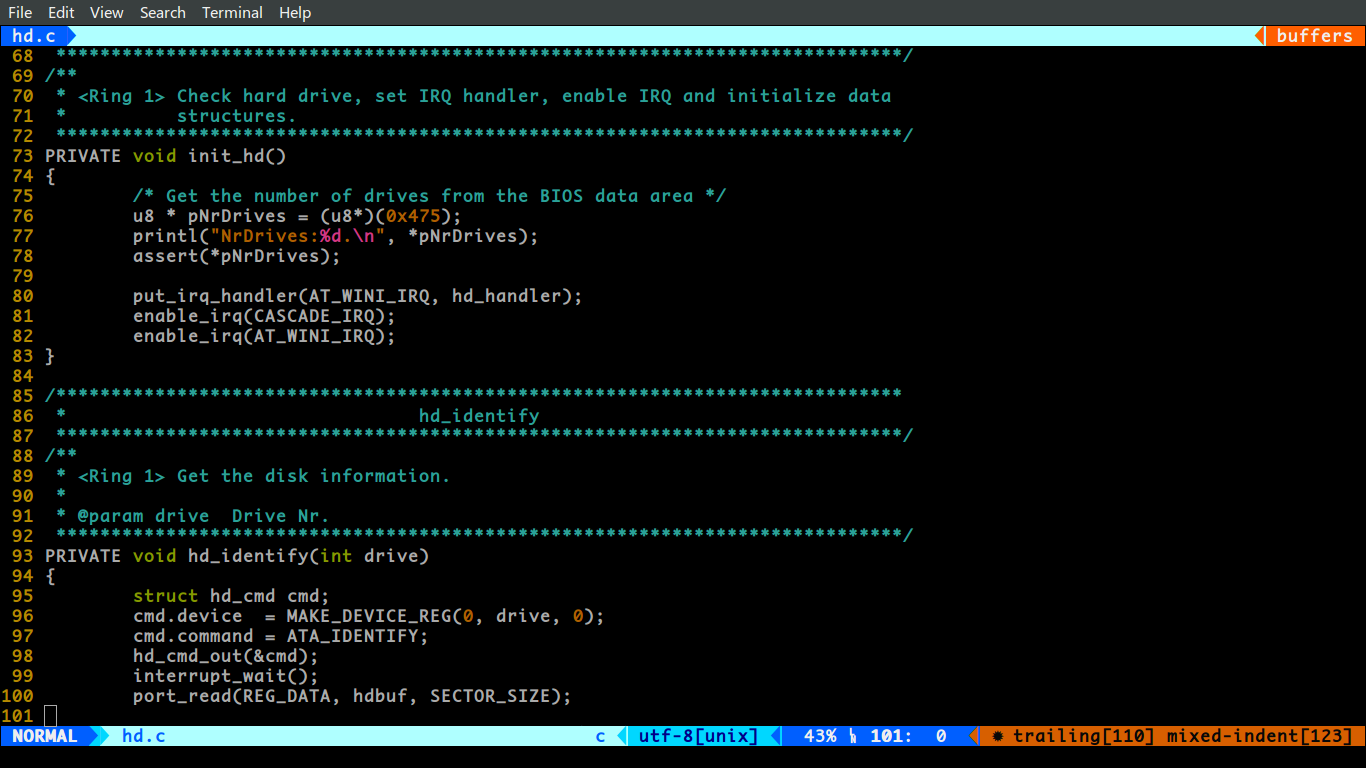 File Edit View Search Terminal Help
hd.c buffers
68  *****************************************************************************/
69 /**
70  * <Ring 1> Check hard drive, set IRQ handler, enable IRQ and initialize data
71  *          structures.
72  *****************************************************************************/
73 PRIVATE void init_hd()
74 {
75         /* Get the number of drives from the BIOS data area */
76         u8 * pNrDrives = (u8*)(0x475);
77         printl("NrDrives:%d.\n", *pNrDrives);
78         assert(*pNrDrives);
79
80         put_irq_handler(AT_WINI_IRQ, hd_handler);
81         enable_irq(CASCADE_IRQ);
82         enable_irq(AT_WINI_IRQ);
83 }
84
85 /*****************************************************************************
86  *                                hd_identify
87  *****************************************************************************/
88 /**
89  * <Ring 1> Get the disk information.
90  *
91  * @param drive  Drive Nr.
92  *****************************************************************************/
93 PRIVATE void hd_identify(int drive)
94 {
95         struct hd_cmd cmd;
96         cmd.device  = MAKE_DEVICE_REG(0, drive, 0);
97         cmd.command = ATA_IDENTIFY;
98         hd_cmd_out(&cmd);
99         interrupt_wait();
100         port_read(REG_DATA, hdbuf, SECTOR_SIZE);
101
NORMAL hd.c c utf-8[unix] 43% ␊ 101: 0 ✹ trailing[110] mixed-indent[123]